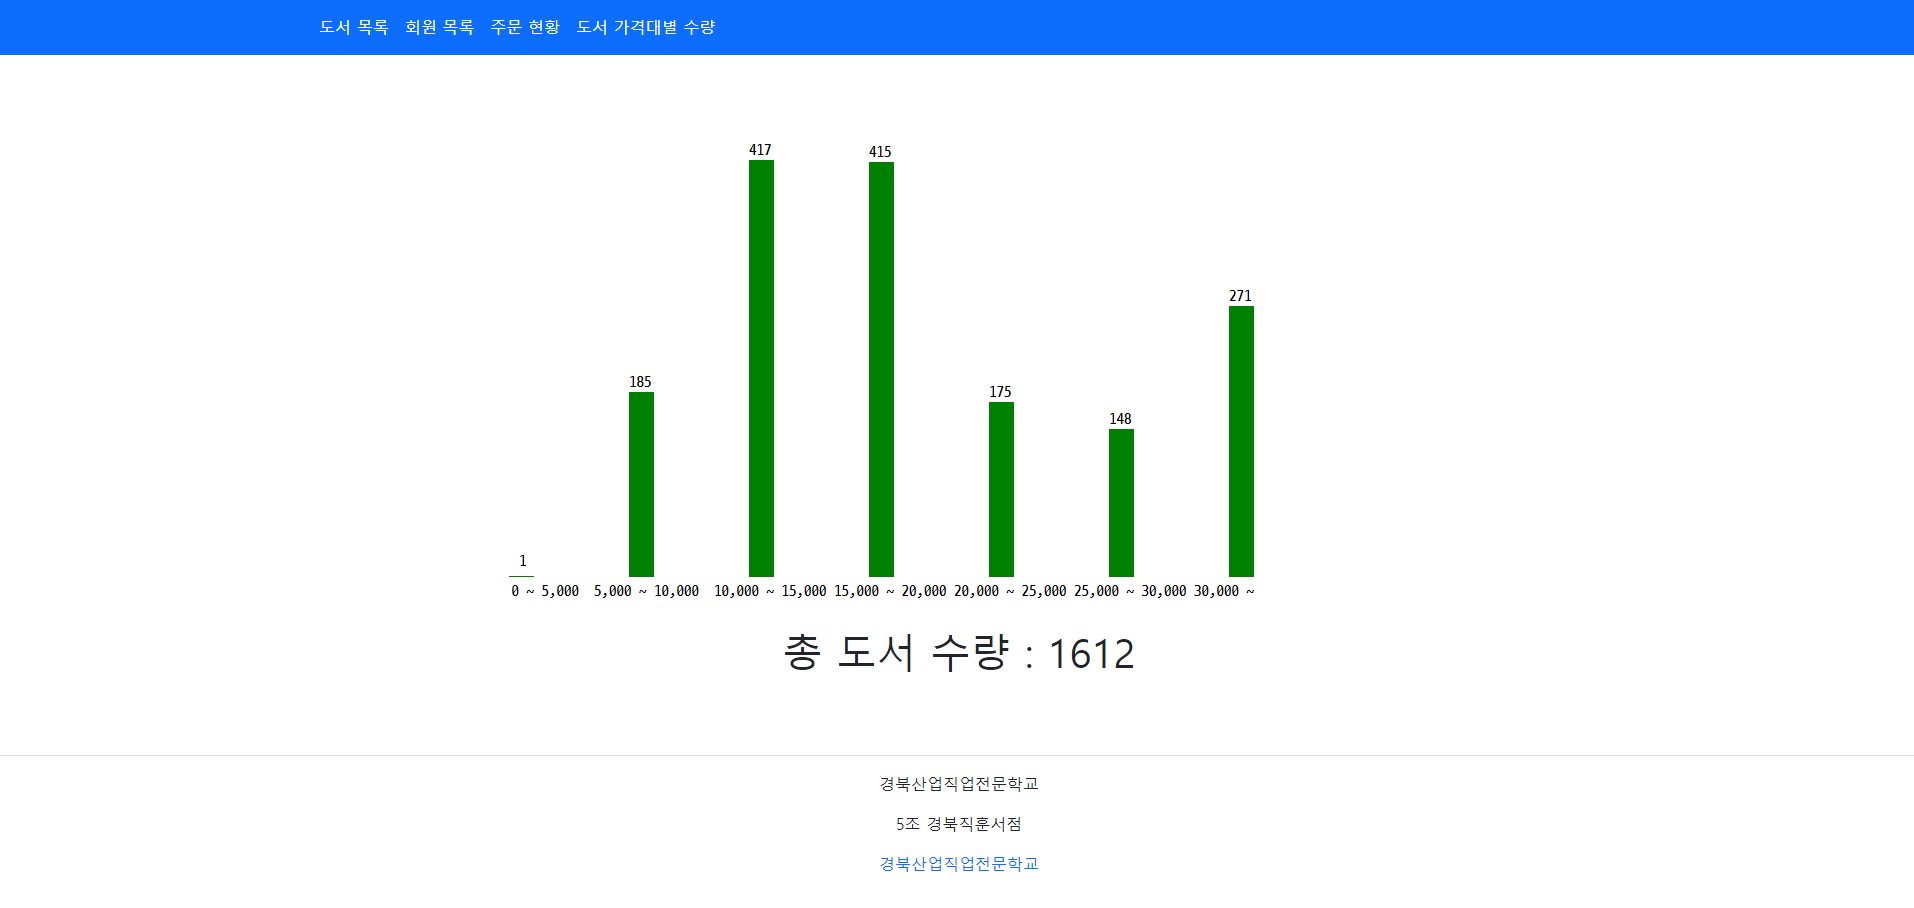 도서 목록 회원 목록 주문 현황 도서 가격대별 수량
417
415
271
185
175
148
1
0 ~ 5,000 5,000 ~ 10,000 10,000 ~ 15,000 15,000 ~ 20,000 20,000 ~ 25,000 25,000 ~ 30,000 30,000 ~
총 도서 수량 : 1612
경북산업직업전문학교
5조 경북직훈서점
경북산업직업전문학교